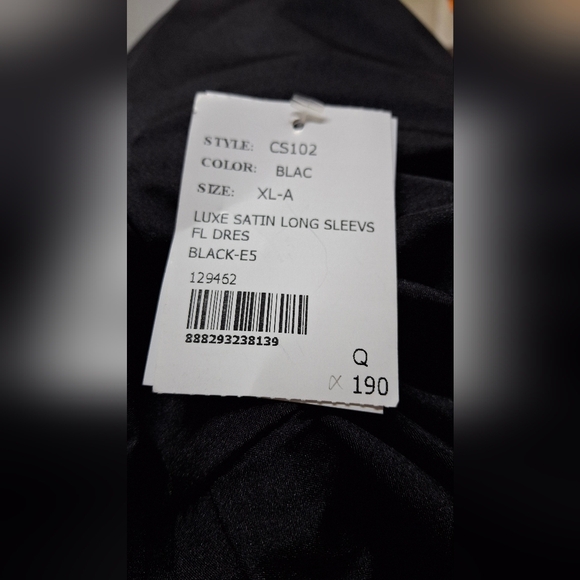 STYLE: CS102
COLOR: BLAC
SIZE: XL-A
LUXE SATIN LONG SLEEVS
FL DRES
BLACK-E5
129462
888293238139
Q
190